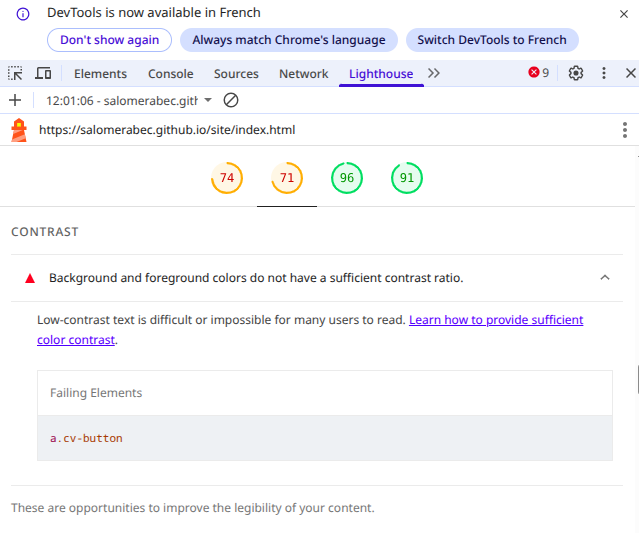 DevTools is now available in French
Don't show again
Always match Chrome's language
Switch DevTools to French
Elements
Console
Sources
Network
Lighthouse
9
12:01:06 - salomerabec.gitl
https://salomerabec.github.io/site/index.html
74
71
96
91
CONTRAST
Background and foreground colors do not have a sufficient contrast ratio.
Low-contrast text is difficult or impossible for many users to read. Learn how to provide sufficient
color contrast.
Failing Elements
a.cv-button
These are opportunities to improve the legibility of your content.